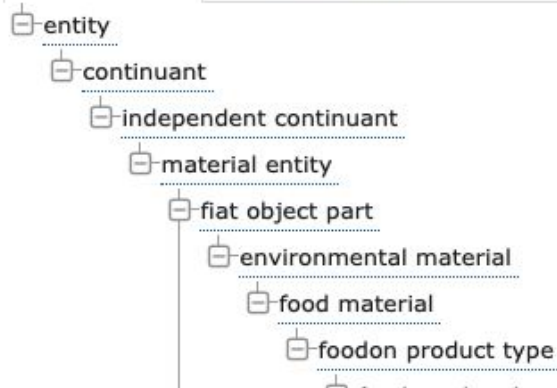 entity
continuant
independent continuant
material entity
fiat object part
environmental material
food material
foodon product type